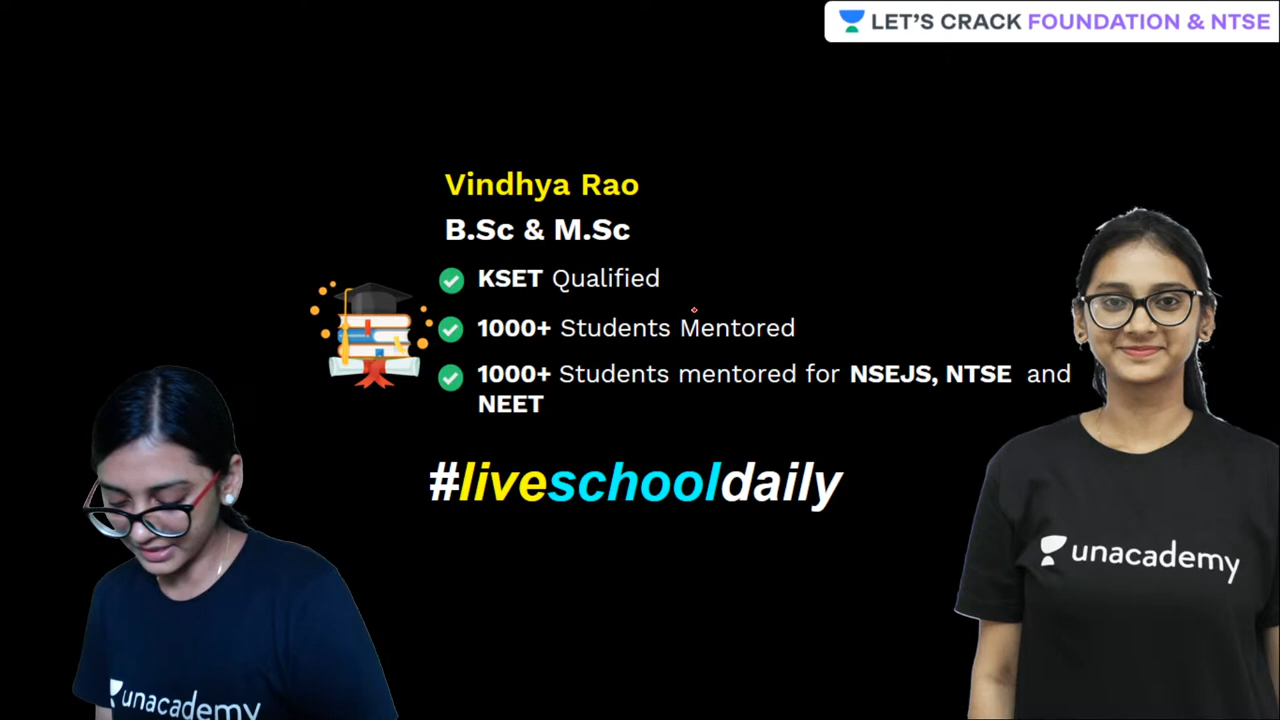 LET'S CRACK FOUNDATION & NTSE
Vindhya Rao
B.Sc & M.Sc
KSET Qualified
1000+ Students Mentored
1000+ Students mentored for NSEJS, NTSE and
NEET
#liveschooldaily
unacademy
unacademy